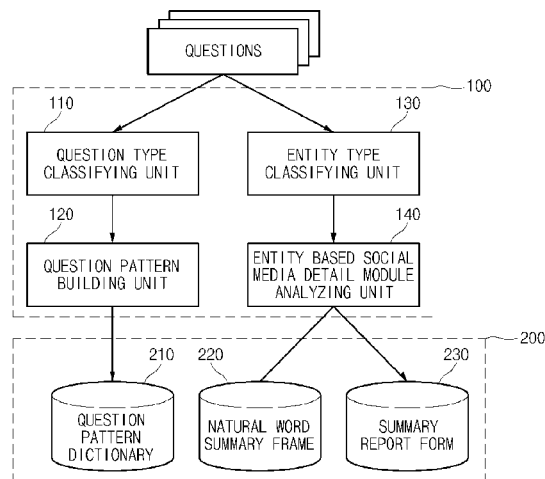 QUESTIONS
100
110
130
QUESTION TYPE
CLASSIFYING UNIT
ENTITY TYPE
CLASSIFYING UNIT
120
140
QUESTION PATTERN
BUILDING UNIT
ENTITY BASED SOCIAL
MEDIA DETAIL MODULE
ANALYZING UNIT
200
210
220
230
QUESTION
PATTERN
DICTIONARY
NATURAL WORD
SUMMARY FRAME
SUMMARY
REPORT FORM